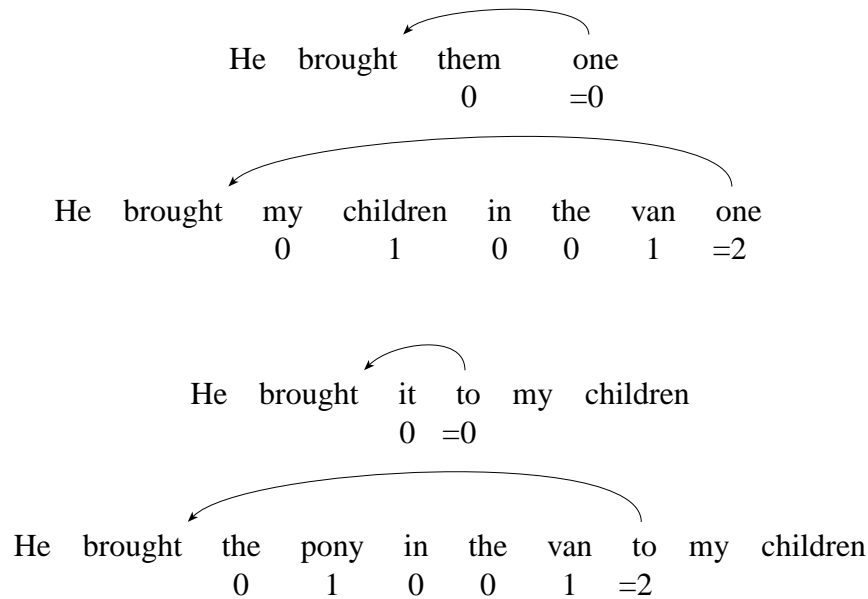 He brought them one
0 =0
He brought my children in the van one
0 1 0 0 1 =2
He brought it to my children
0 =0
He brought the pony in the van to my children
0 1 0 0 1 =2